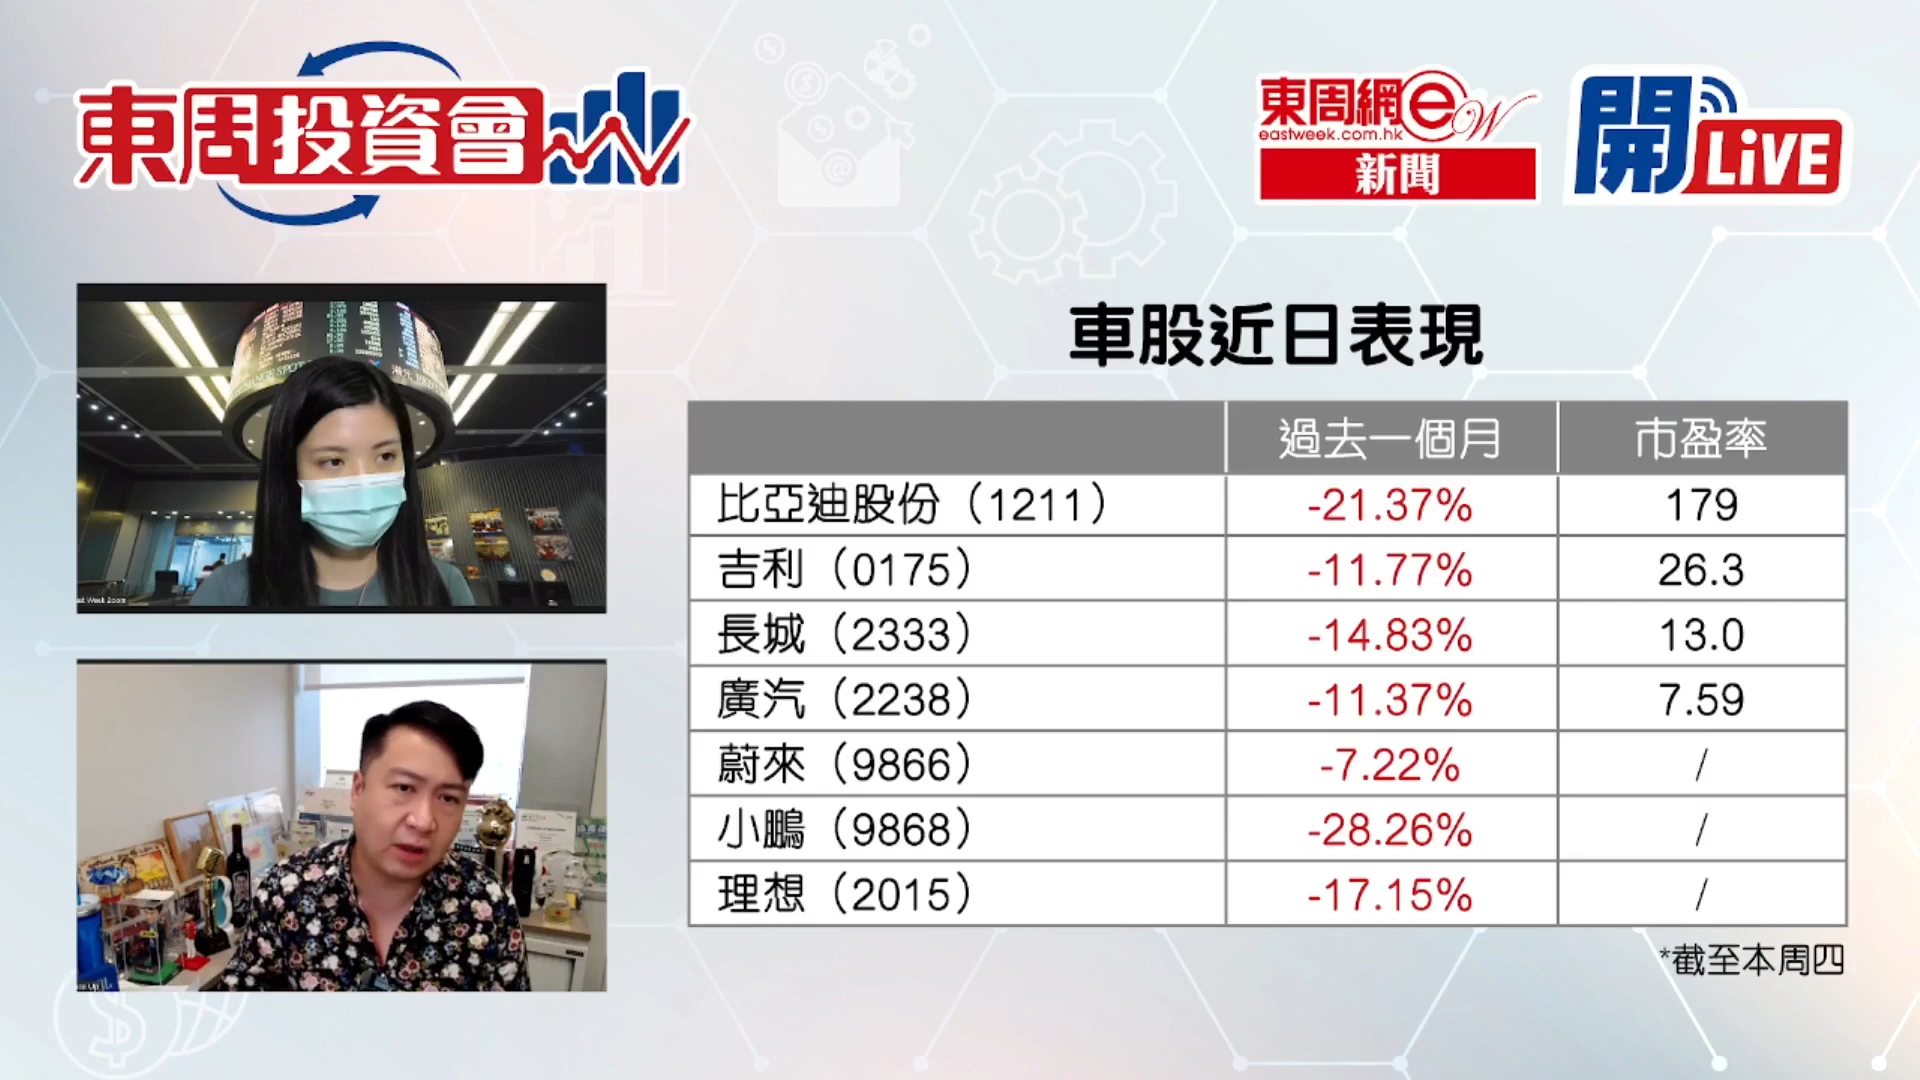 東周投資會
東周網 eW
eastweek.com.hk
新聞
開 LiVE
車股近日表現
過去一個月 市盈率
比亞迪股份（1211） -21.37% 179
吉利（0175） -11.77% 26.3
長城（2333） -14.83% 13.0
廣汽（2238） -11.37% 7.59
蔚來（9866） -7.22% /
小鵬（9868） -28.26% /
理想（2015） -17.15% /
*截至本周四